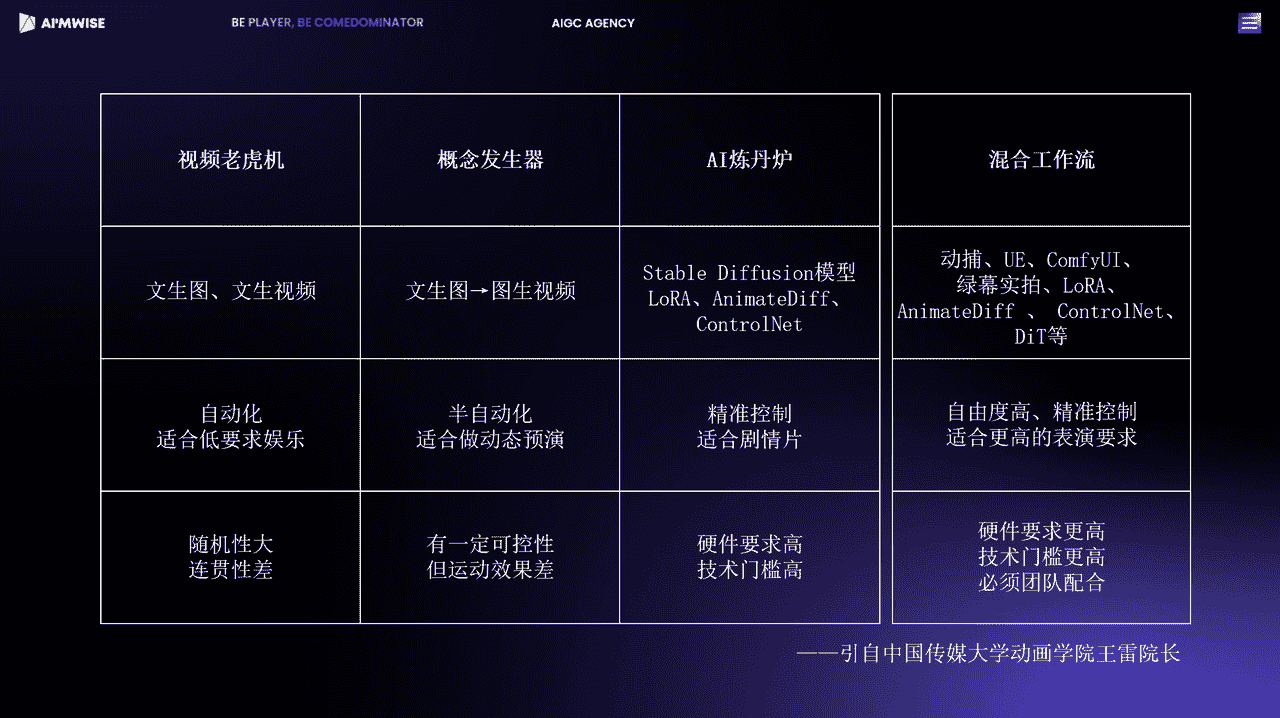 AI'MWISE
BE PLAYER, BE COMEDOMINATOR
AIGC AGENCY
视频老虎机
概念发生器
AI炼丹炉
混合工作流
文生图、文生视频
文生图→图生视频
Stable Diffusion模型
LoRA、AnimateDiff、
ControlNet
动捕、UE、ComfyUI、
绿幕实拍、LoRA、
AnimateDiff 、 ControlNet、
DiT等
自动化
适合低要求娱乐
半自动化
适合做动态预演
精准控制
适合剧情片
自由度高、精准控制
适合更高的表演要求
随机性大
连贯性差
有一定可控性
但运动效果差
硬件要求高
技术门槛高
硬件要求更高
技术门槛更高
必须团队配合
——引自中国传媒大学动画学院王雷院长